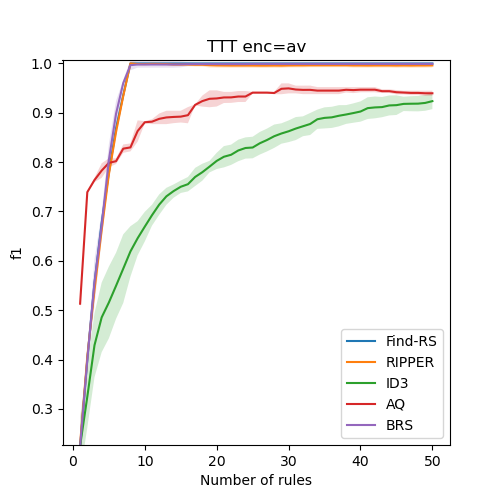 TTT enc=av
1.0
0.9
0.8
0.7
0.6
0.5
0.4
0.3
f1
0
10
20
30
40
50
Number of rules
Find-RS
RIPPER
ID3
AQ
BRS